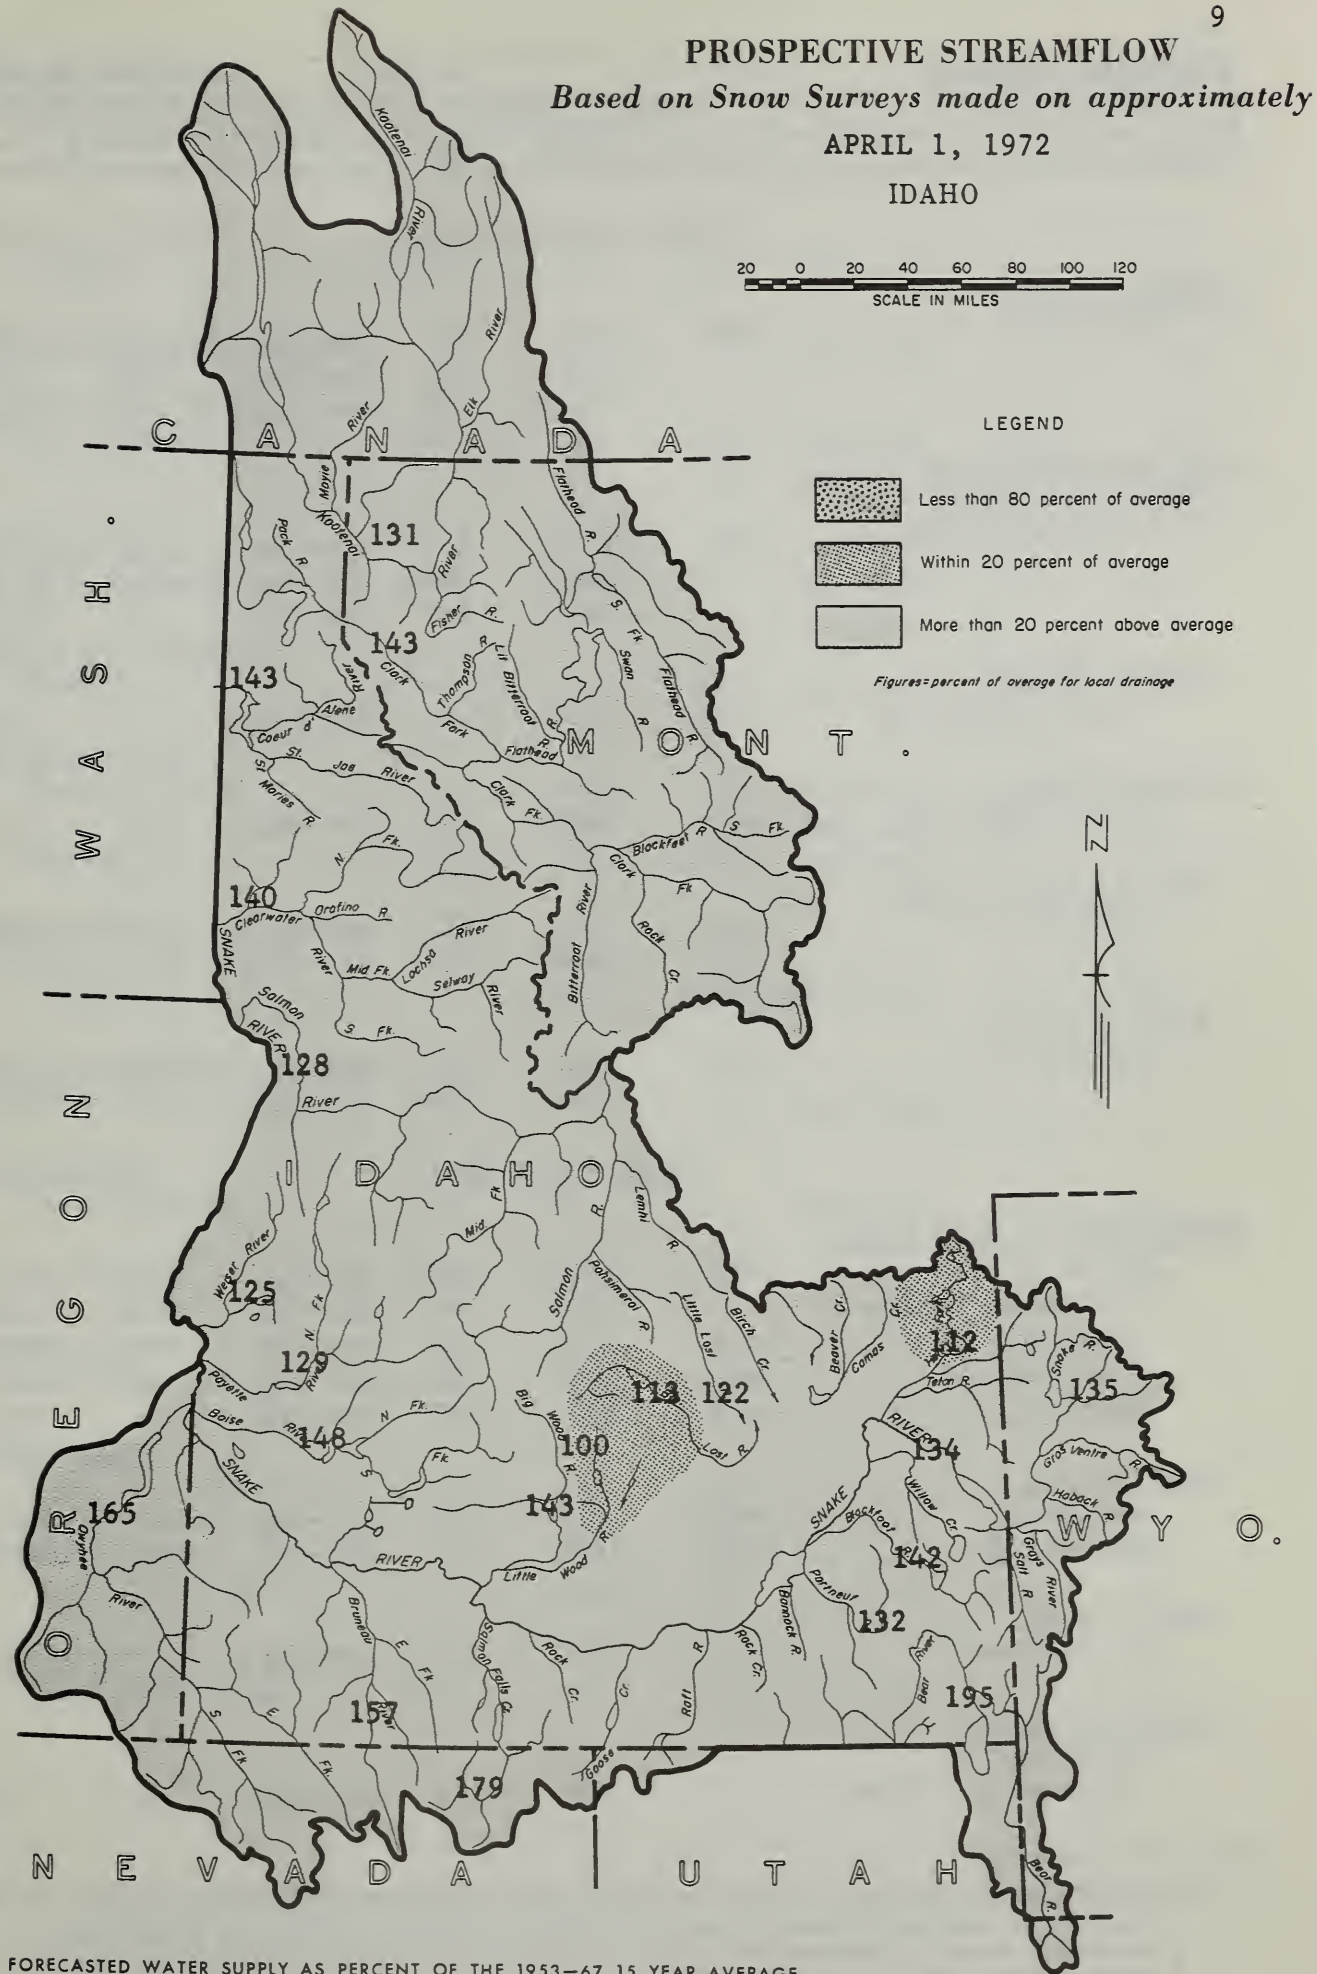 9
PROSPECTIVE STREAMFLOW
Based on Snow Surveys made on approximately
APRIL 1, 1972
IDAHO
20 0 20 40 60 80 100 120
SCALE IN MILES
LEGEND
Less than 80 percent of average
Within 20 percent of average
More than 20 percent above average
Figures=percent of average for local drainage
CANADA
WASH.
OREGON
IDAHO
MONT.
WYO.
NEVADA
UTAH
N
Kootenai
River
River
Elk
River
Moyie
Kootenai
River
Flathead
R.
Pack R.
131
Fisher R.
143
Clark
Fork
Thompson R.
Lit Bitterroot
R.
S. Fk Flathead
R.
Swan
R
Flathead
R.
143
Coeur d' Alene
River
St. Joe River
St Maries R.
Clark
Fk.
Blackfeet R
S Fk.
Clark
Fk
N Fk.
140
Clearwater
River
Orofino R
Lochsa
River
Mid Fk.
Selway
River
S Fk.
Bitterroot
River
Rock
Cr.
SNAKE
RIVER
Salmon
128
River
Mid
Fk
Lemhi
R.
Salmon
R.
Pahsimeroi
R.
Little Lost
Birch
Cr.
Beaver
Cr.
Camas
Cr.
Weiser River
125
129
Payette
River
N Fk
Boise
River
148
N Fk.
S Fk
Big
Wood
R
113
122
Lost R
100
143
Little Wood R
112
Teton R.
Snake R.
135
RIVER
134
Gros Ventre
R
Hoback
R
Willow
Cr.
SNAKE
Blackfoot
R.
142
Salt R
Grays
River
Portneuf
R.
132
Bannock R.
Bear River
195
SNAKE
RIVER
165
Owyhee
River
S
Fk
E.
Fk.
Bruneau
River
157
E Fk
Salmon Falls Cr.
179
Rock
Cr.
Goose
Cr.
Raft
R
Rock Cr.
Bear
R.
FORECASTED WATER SUPPLY AS PERCENT OF THE 1953-67 15 YEAR AVERAGE